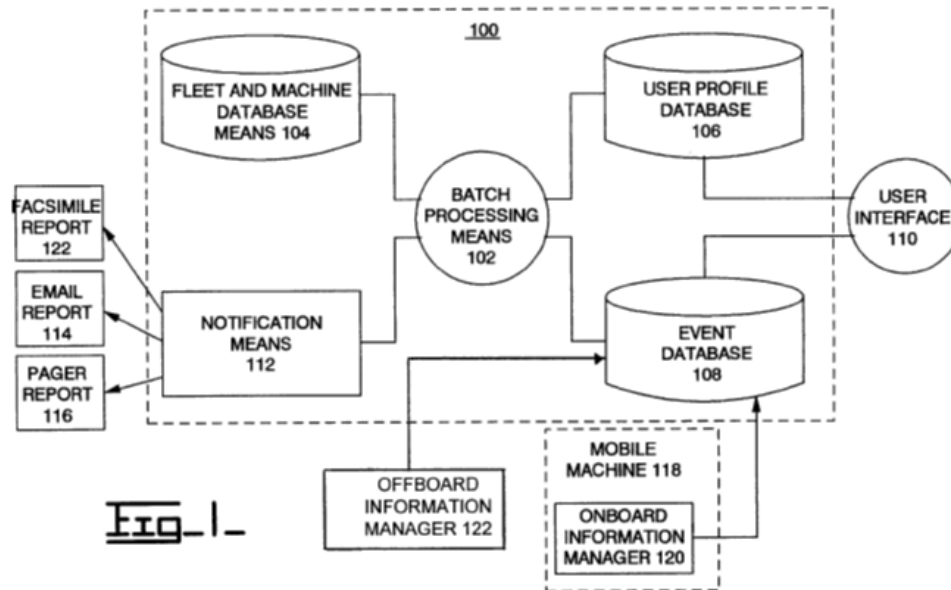 100
FLEET AND MACHINE
DATABASE
MEANS 104
USER PROFILE
DATABASE
106
BATCH
PROCESSING
MEANS
102
USER
INTERFACE
110
FACSIMILE
REPORT
122
EMAIL
REPORT
114
PAGER
REPORT
116
NOTIFICATION
MEANS
112
EVENT
DATABASE
108
MOBILE
MACHINE 118
OFFBOARD
INFORMATION
MANAGER 122
ONBOARD
INFORMATION
MANAGER 120
Fig_1_